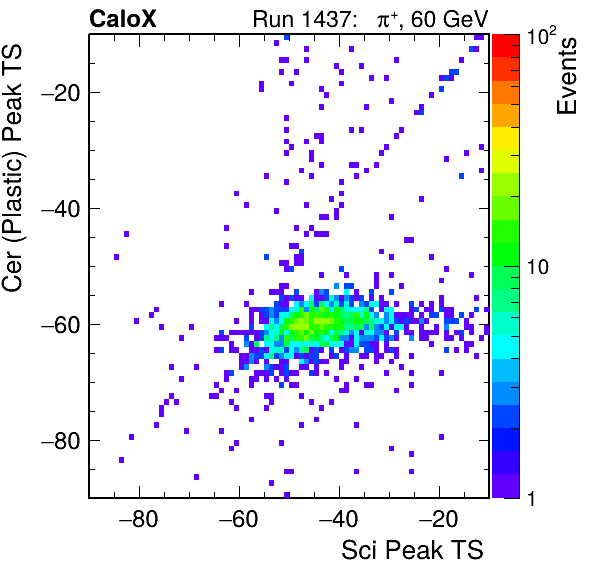 CaloX Run 1437: π⁺, 60 GeV
10²
10
1
Events
Cer (Plastic) Peak TS
−20
−40
−60
−80
−80 −60 −40 −20
Sci Peak TS